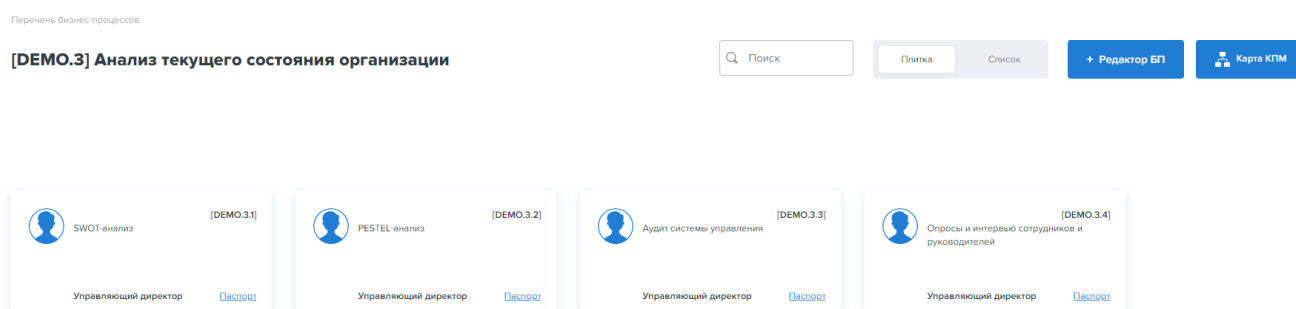 Перечень бизнес-процессов
[DEMO.3] Анализ текущего состояния организации
Поиск
Плитка
Список
+ Редактор БП
Карта КПМ
[DEMO.3.1]
SWOT-анализ
Управляющий директор
Паспорт
[DEMO.3.2]
PESTEL-анализ
Управляющий директор
Паспорт
[DEMO.3.3]
Аудит системы управления
Управляющий директор
Паспорт
[DEMO.3.4]
Опросы и интервью сотрудников и
руководителей
Управляющий директор
Паспорт